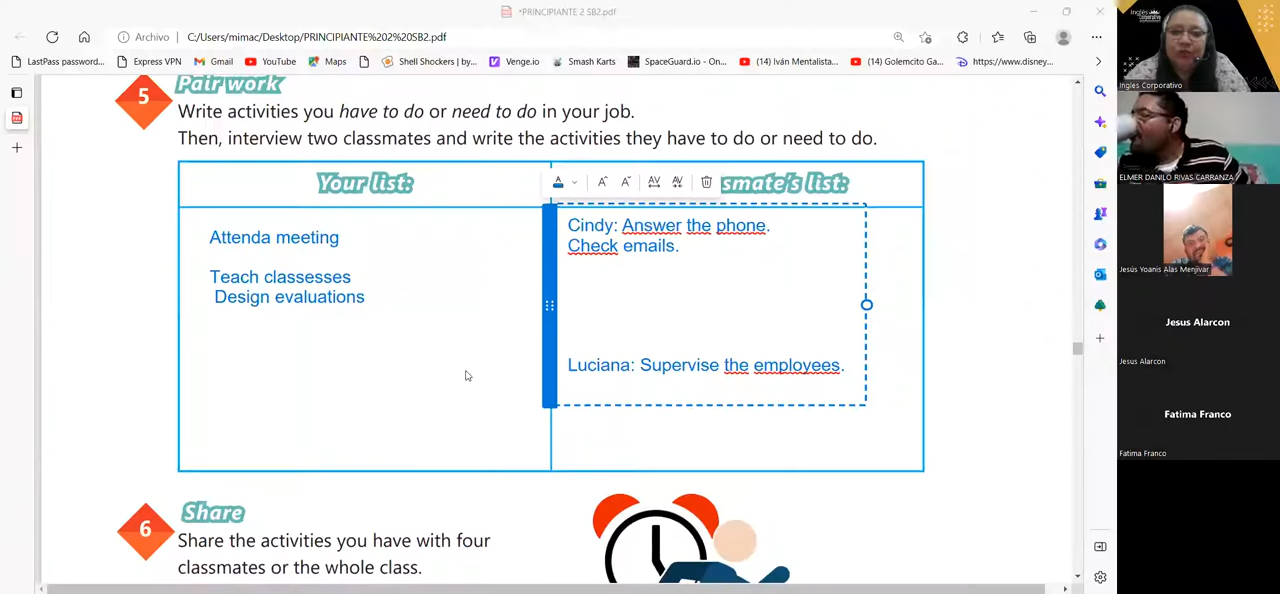 *PRINCIPIANTE 2 SB2.pdf
Archivo C:/Users/mimac/Desktop/PRINCIPIANTE%202%20SB2.pdf
LastPass password... Express VPN Gmail YouTube Maps Shell Shockers | by... Venge.io Smash Karts SpaceGuard.io - On... (14) Iván Mentalista... (14) Golemcito Ga... https://www.disney...
5 Pair work
Write activities you have to do or need to do in your job.
Then, interview two classmates and write the activities they have to do or need to do.
Your list: smate's list:
Attenda meeting
Teach classesses
Design evaluations
Cindy: Answer the phone.
Check emails.
Luciana: Supervise the employees.
6 Share
Share the activities you have with four
classmates or the whole class.
Inglés
Corporativo
Ingles Corporativo
ELMER DANILO RIVAS CARRANZA
Jesús Yoanis Alas Menjivar
Jesus Alarcon
Jesus Alarcon
Fatima Franco
Fatima Franco